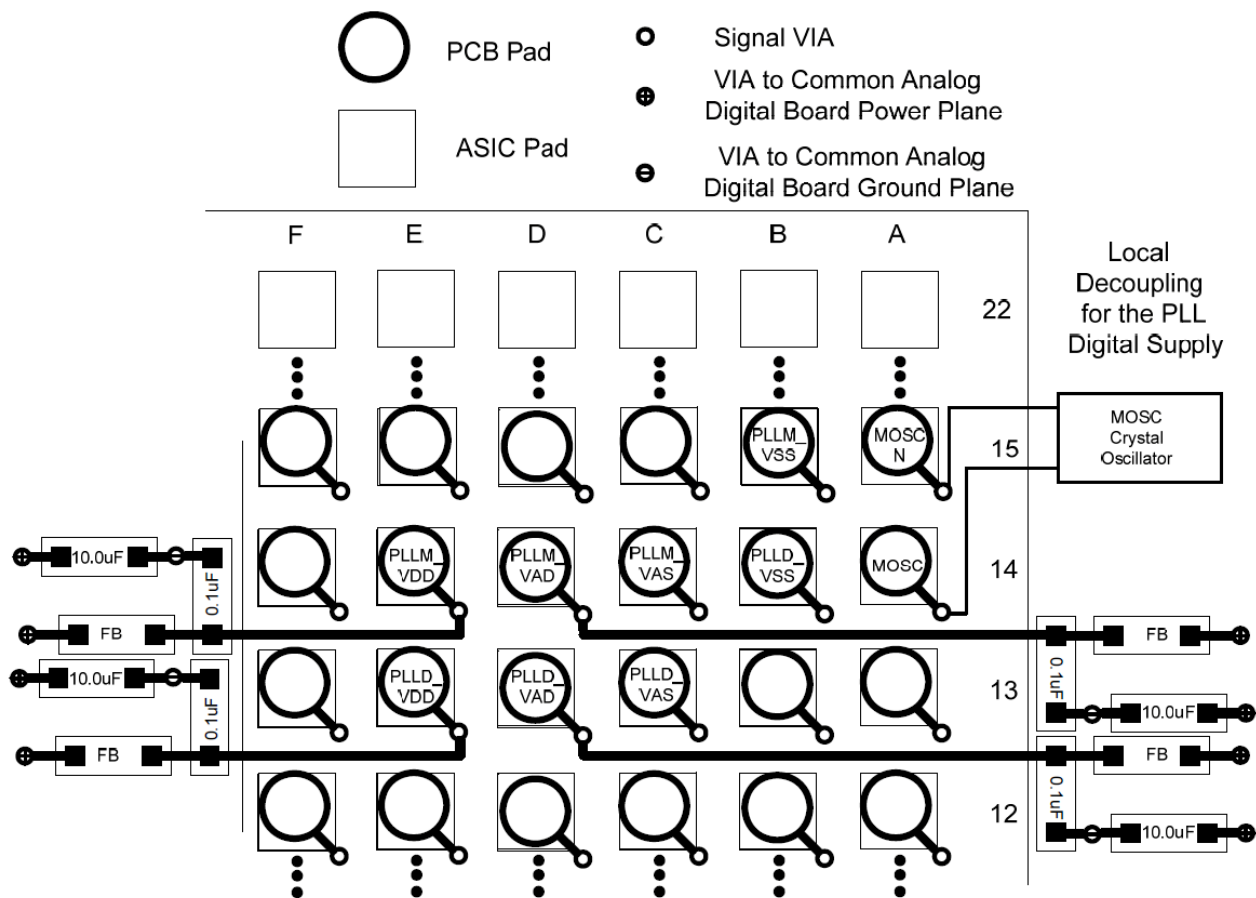 PCB Pad
Signal VIA
VIA to Common Analog
Digital Board Power Plane
ASIC Pad
VIA to Common Analog
Digital Board Ground Plane
F E D C B A
22
Local
Decoupling
for the PLL
Digital Supply
PLLM_
VSS
MOSC
N
15
MOSC
Crystal
Oscillator
10.0uF
0.1uF
FB
PLLM_
VDD
PLLM_
VAD
PLLM_
VAS
PLLD_
VSS
MOSC
14
FB
0.1uF
10.0uF
10.0uF
0.1uF
FB
PLLD_
VDD
PLLD_
VAD
PLLD_
VAS
13
FB
0.1uF
10.0uF
12